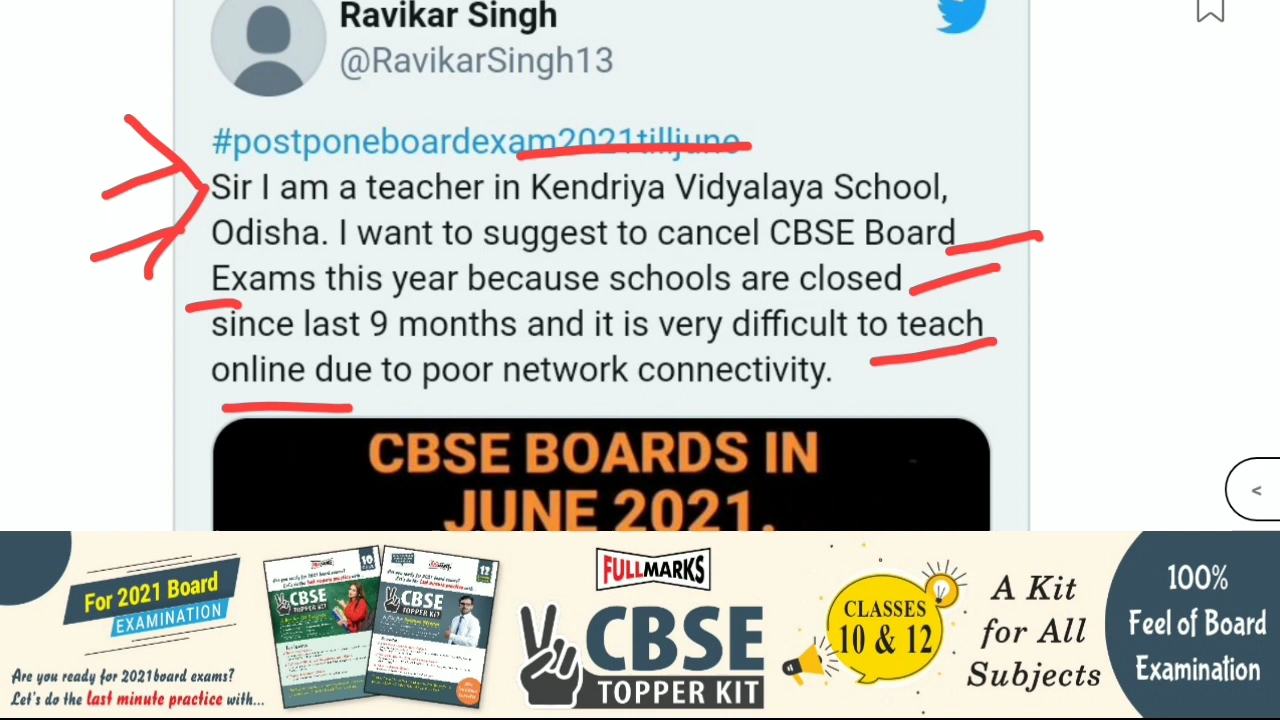 Ravikar Singh
@RavikarSingh13
#postponeboardexam2021tilljune
Sir I am a teacher in Kendriya Vidyalaya School,
Odisha. I want to suggest to cancel CBSE Board
Exams this year because schools are closed
since last 9 months and it is very difficult to teach
online due to poor network connectivity.
CBSE BOARDS IN
JUNE 2021.
<
For 2021 Board
EXAMINATION
Are you ready for 2021board exams?
Let's do the last minute practice with...
10
CBSE
TOPPER KIT
12
CBSE
TOPPER KIT
FULLMARKS
CBSE
TOPPER KIT
CLASSES
10 & 12
A Kit
for All
Subjects
100%
Feel of Board
Examination